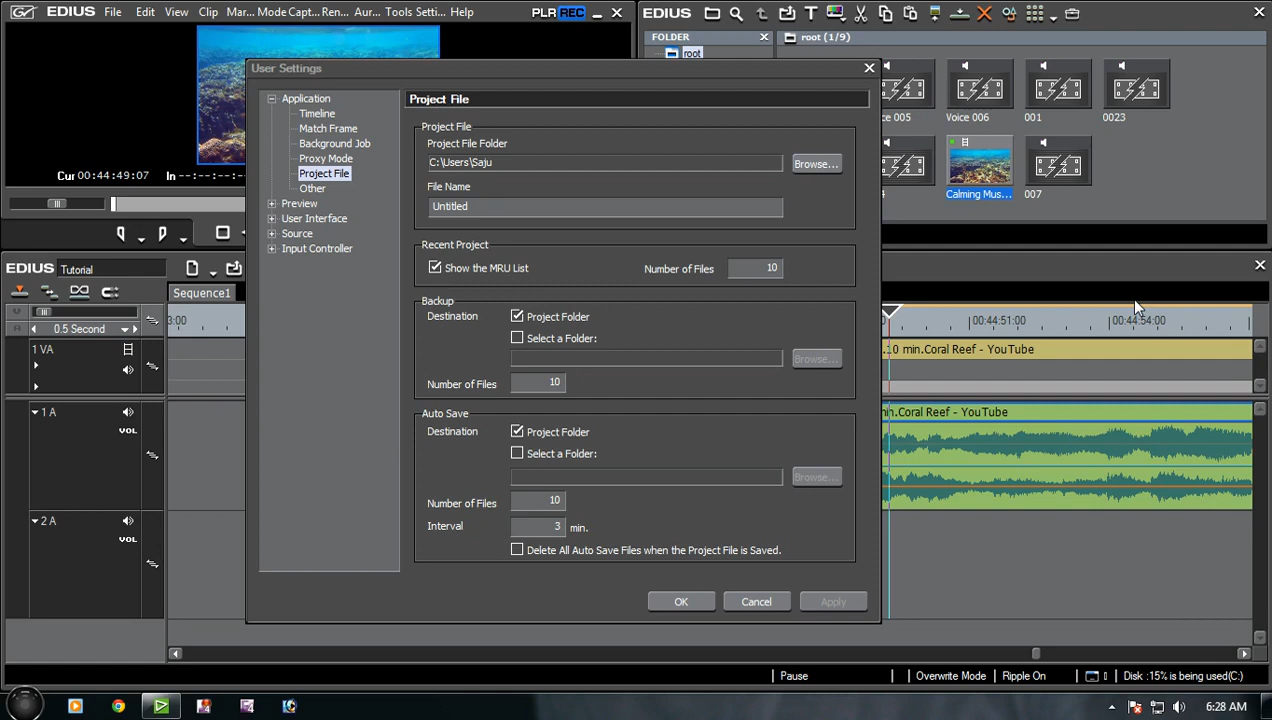 EDIUS File Edit View Clip Mar... Mode Capt... Ren... Aur... Tools Setti... Help
PLR REC
EDIUS
FOLDER
root (1/9)
root
User Settings
Application
Timeline
Match Frame
Background Job
Proxy Mode
Project File
Other
Preview
User Interface
Source
Input Controller
Project File
Project File
Project File Folder
C:\Users\Saju
Browse...
File Name
Untitled
Recent Project
Show the MRU List
Number of Files 10
Backup
Destination Project Folder
Select a Folder:
Browse...
Number of Files 10
Auto Save
Destination Project Folder
Select a Folder:
Browse...
Number of Files 10
Interval 3 min.
Delete All Auto Save Files when the Project File is Saved.
OK Cancel Apply
Cur 00:44:49:07 In --:--:--:--
oice 005 Voice 006 001 0023
Calming Mus... 007
EDIUS Tutorial
Sequence1
0.5 Second
3:00
00:44:51:00 00:44:54:00
1 VA
.10 min.Coral Reef - YouTube
1 A
VOL
in.Coral Reef - YouTube
2 A
VOL
Pause Overwrite Mode Ripple On 0 Disk :15% is being used(C:)
6:28 AM